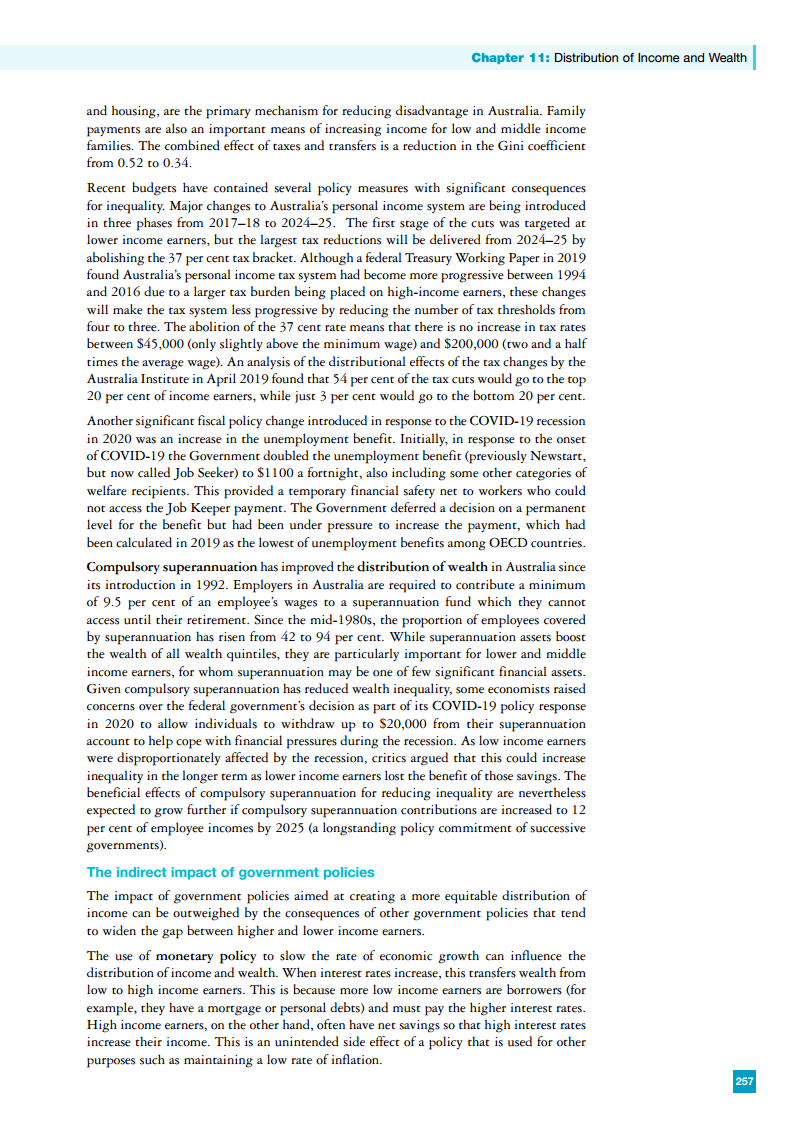 Chapter 11: Distribution of Income and Wealth
and housing, are the primary mechanism for reducing disadvantage in Australia. Family
payments are also an important means of increasing income for low and middle income
families. The combined effect of taxes and transfers is a reduction in the Gini coefficient
from 0.52 to 0.34.
Recent budgets have contained several policy measures with significant consequences
for inequality. Major changes to Australia's personal income system are being introduced
in three phases from 2017–18 to 2024–25. The first stage of the cuts was targeted at
lower income earners, but the largest tax reductions will be delivered from 2024–25 by
abolishing the 37 per cent tax bracket. Although a federal Treasury Working Paper in 2019
found Australia's personal income tax system had become more progressive between 1994
and 2016 due to a larger tax burden being placed on high-income earners, these changes
will make the tax system less progressive by reducing the number of tax thresholds from
four to three. The abolition of the 37 cent rate means that there is no increase in tax rates
between $45,000 (only slightly above the minimum wage) and $200,000 (two and a half
times the average wage). An analysis of the distributional effects of the tax changes by the
Australia Institute in April 2019 found that 54 per cent of the tax cuts would go to the top
20 per cent of income earners, while just 3 per cent would go to the bottom 20 per cent.
Another significant fiscal policy change introduced in response to the COVID-19 recession
in 2020 was an increase in the unemployment benefit. Initially, in response to the onset
of COVID-19 the Government doubled the unemployment benefit (previously Newstart,
but now called Job Seeker) to $1100 a fortnight, also including some other categories of
welfare recipients. This provided a temporary financial safety net to workers who could
not access the Job Keeper payment. The Government deferred a decision on a permanent
level for the benefit but had been under pressure to increase the payment, which had
been calculated in 2019 as the lowest of unemployment benefits among OECD countries.
Compulsory superannuation has improved the distribution of wealth in Australia since
its introduction in 1992. Employers in Australia are required to contribute a minimum
of 9.5 per cent of an employee's wages to a superannuation fund which they cannot
access until their retirement. Since the mid-1980s, the proportion of employees covered
by superannuation has risen from 42 to 94 per cent. While superannuation assets boost
the wealth of all wealth quintiles, they are particularly important for lower and middle
income earners, for whom superannuation may be one of few significant financial assets.
Given compulsory superannuation has reduced wealth inequality, some economists raised
concerns over the federal government's decision as part of its COVID-19 policy response
in 2020 to allow individuals to withdraw up to $20,000 from their superannuation
account to help cope with financial pressures during the recession. As low income earners
were disproportionately affected by the recession, critics argued that this could increase
inequality in the longer term as lower income earners lost the benefit of those savings. The
beneficial effects of compulsory superannuation for reducing inequality are nevertheless
expected to grow further if compulsory superannuation contributions are increased to 12
per cent of employee incomes by 2025 (a longstanding policy commitment of successive
governments).
The indirect impact of government policies
The impact of government policies aimed at creating a more equitable distribution of
income can be outweighed by the consequences of other government policies that tend
to widen the gap between higher and lower income earners.
The use of monetary policy to slow the rate of economic growth can influence the
distribution of income and wealth. When interest rates increase, this transfers wealth from
low to high income earners. This is because more low income earners are borrowers (for
example, they have a mortgage or personal debts) and must pay the higher interest rates.
High income earners, on the other hand, often have net savings so that high interest rates
increase their income. This is an unintended side effect of a policy that is used for other
purposes such as maintaining a low rate of inflation.
257